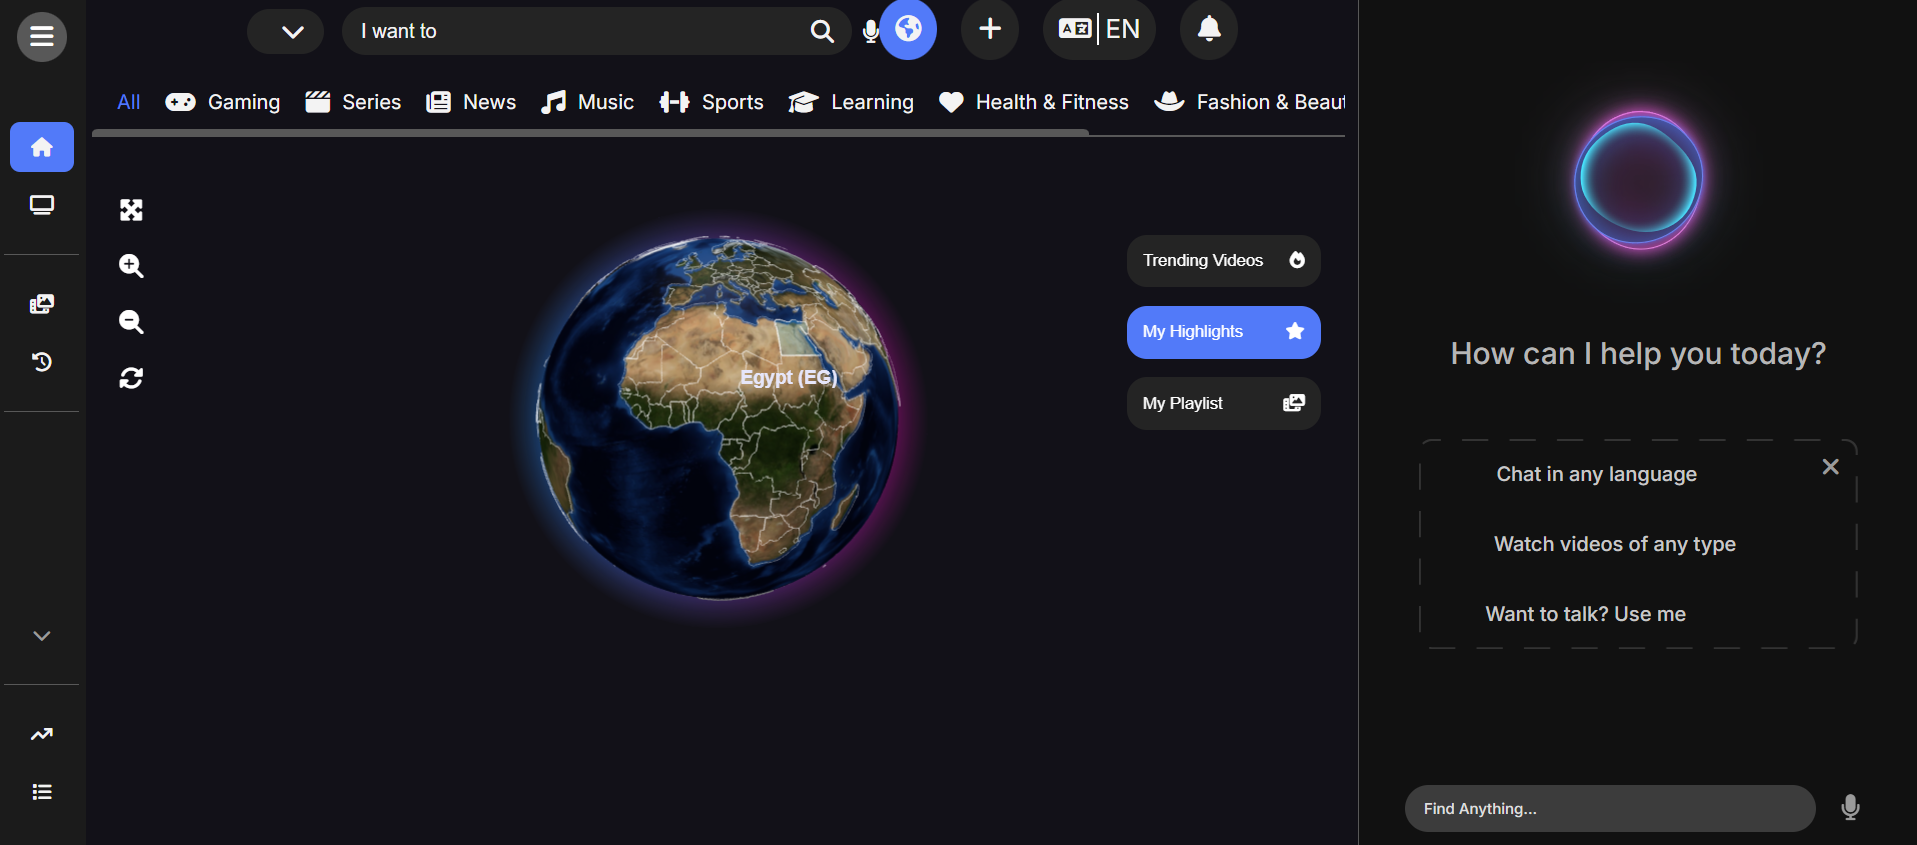 I want to
EN
All Gaming Series News Music Sports Learning Health & Fitness Fashion & Beaut
Trending Videos
My Highlights
My Playlist
Egypt (EG)
How can I help you today?
Chat in any language
Watch videos of any type
Want to talk? Use me
Find Anything...